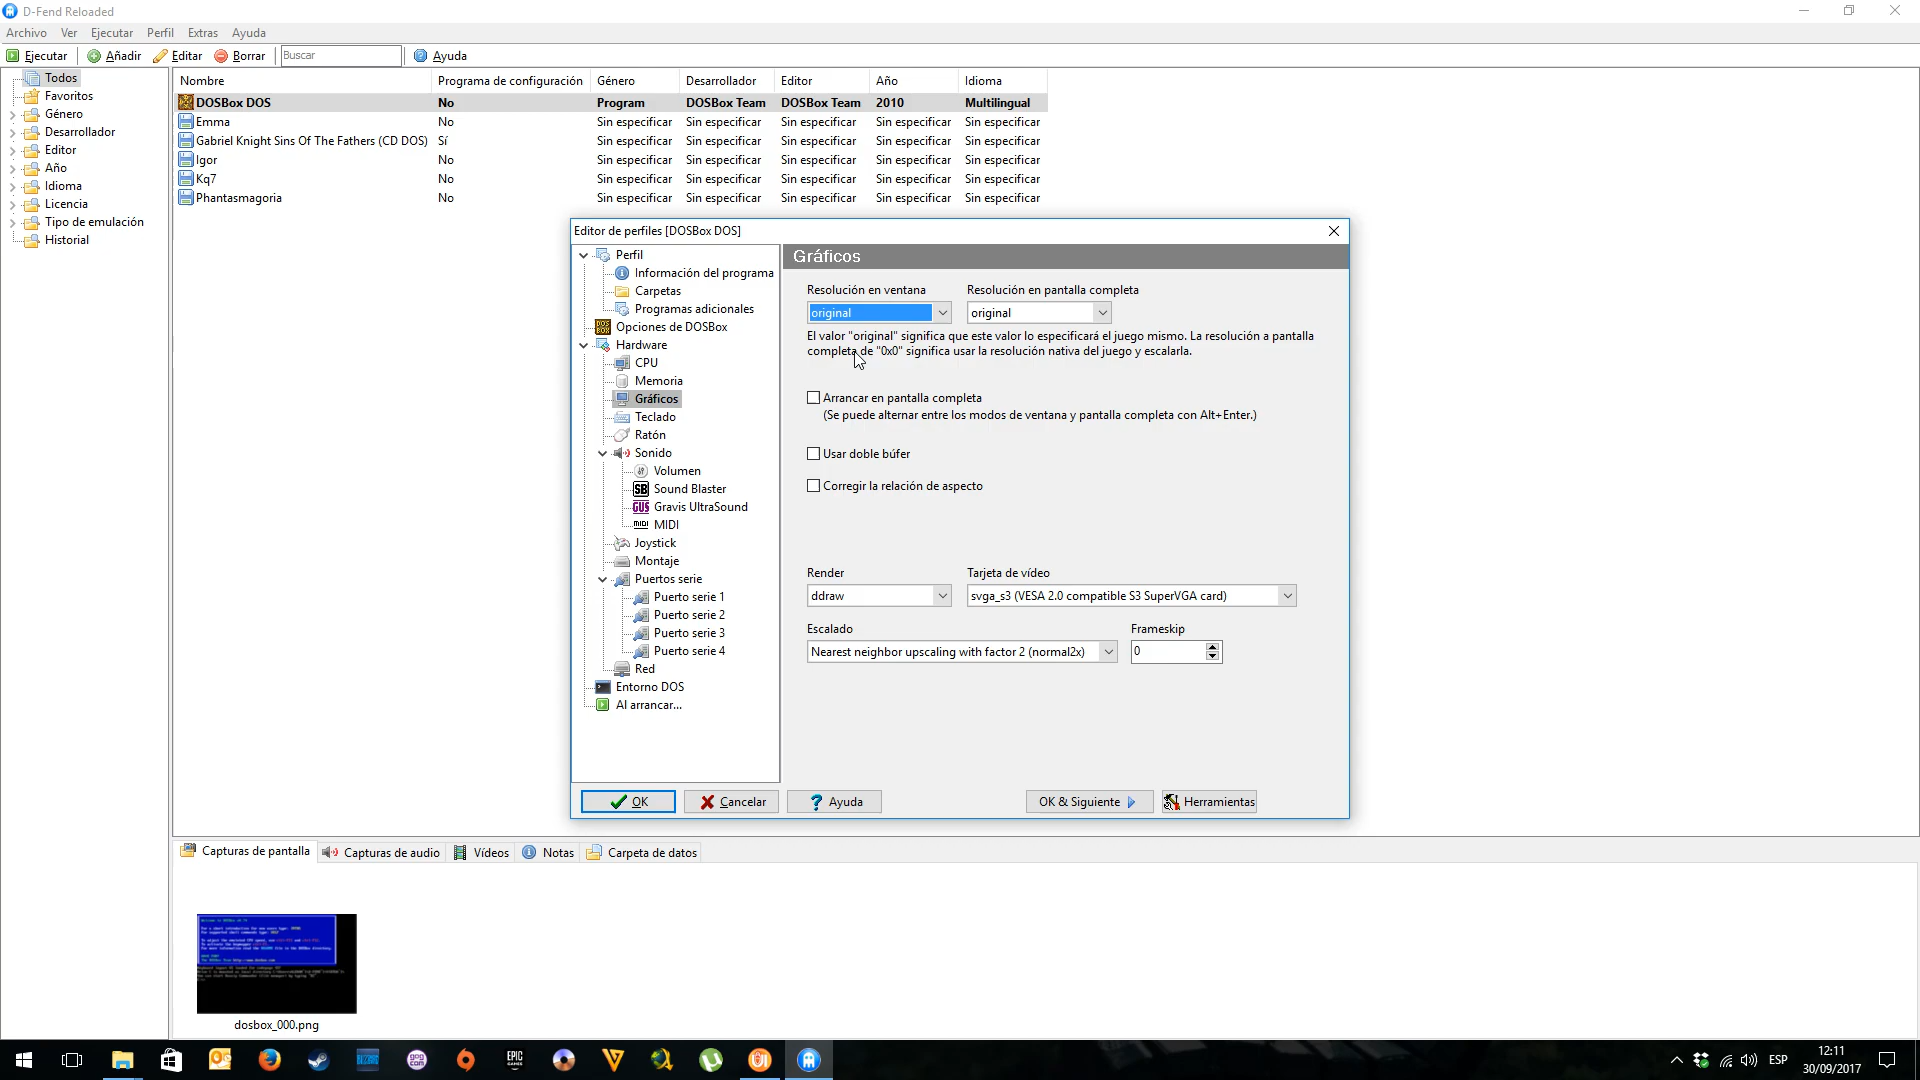 D-Fend Reloaded
Archivo Ver Ejecutar Perfil Extras Ayuda
Ejecutar Añadir Editar Borrar Buscar Ayuda
Todos
Favoritos
Género
Desarrollador
Editor
Año
Idioma
Licencia
Tipo de emulación
Historial
Nombre Programa de configuración Género Desarrollador Editor Año Idioma
DOSBox DOS No Program DOSBox Team DOSBox Team 2010 Multilingual
Emma No Sin especificar Sin especificar Sin especificar Sin especificar Sin especificar
Gabriel Knight Sins Of The Fathers (CD DOS) Sí Sin especificar Sin especificar Sin especificar Sin especificar Sin especificar
Igor No Sin especificar Sin especificar Sin especificar Sin especificar Sin especificar
Kq7 No Sin especificar Sin especificar Sin especificar Sin especificar Sin especificar
Phantasmagoria No Sin especificar Sin especificar Sin especificar Sin especificar Sin especificar
Editor de perfiles [DOSBox DOS]
Perfil
Información del programa
Carpetas
Programas adicionales
Opciones de DOSBox
Hardware
CPU
Memoria
Gráficos
Teclado
Ratón
Sonido
Volumen
SB Sound Blaster
GUS Gravis UltraSound
MIDI MIDI
Joystick
Montaje
Puertos serie
Puerto serie 1
Puerto serie 2
Puerto serie 3
Puerto serie 4
Red
Entorno DOS
Al arrancar...
Gráficos
Resolución en ventana Resolución en pantalla completa
original original
El valor "original" significa que este valor lo especificará el juego mismo. La resolución a pantalla
completa de "0x0" significa usar la resolución nativa del juego y escalarla.
Arrancar en pantalla completa
(Se puede alternar entre los modos de ventana y pantalla completa con Alt+Enter.)
Usar doble búfer
Corregir la relación de aspecto
Render Tarjeta de vídeo
ddraw svga_s3 (VESA 2.0 compatible S3 SuperVGA card)
Escalado Frameskip
Nearest neighbor upscaling with factor 2 (normal2x) 0
OK Cancelar Ayuda OK & Siguiente Herramientas
Capturas de pantalla Capturas de audio Vídeos Notas Carpeta de datos
dosbox_000.png
EPIC GAMES
ESP
12:11
30/09/2017